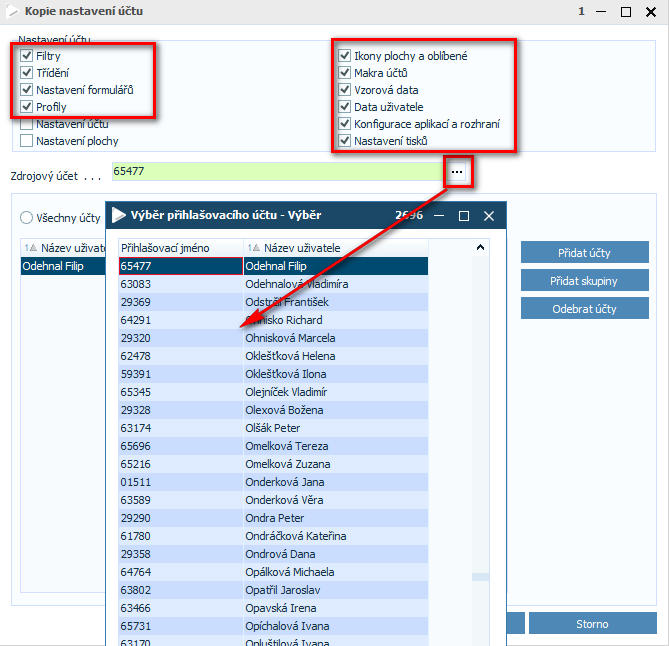 Kopie nastavení účtu 1
Nastavení účtu
Filtry
Třídění
Nastavení formulářů
Profily
Nastavení účtu
Nastavení plochy
Ikony plochy a oblíbené
Makra účtů
Vzorová data
Data uživatele
Konfigurace aplikací a rozhraní
Nastavení tisků
Zdrojový účet . . . 65477 ...
Všechny účty
1 Název uživat
Odehnal Filip
Výběr přihlašovacího účtu - Výběr 2696
Přihlašovací jméno 1 Název uživatele
65477 Odehnal Filip
63083 Odehnalová Vladimíra
29369 Odstrčil František
64291 Ohnisko Richard
29320 Ohnisková Marcela
62478 Oklešťková Helena
59391 Oklešťková Ilona
65345 Olejníček Vladimír
29328 Olexová Božena
63174 Olšák Peter
65696 Omelková Tereza
65216 Omelková Zuzana
01511 Onderková Jana
63589 Onderková Věra
29290 Ondra Peter
61780 Ondráčková Kateřina
29358 Ondrová Dana
64764 Opálková Michaela
63802 Opatřil Jaroslav
63466 Opavská Irena
65731 Opíchalová Ivana
63170 Opluštilová Ivana
Přidat účty
Přidat skupiny
Odebrat účty
Storno